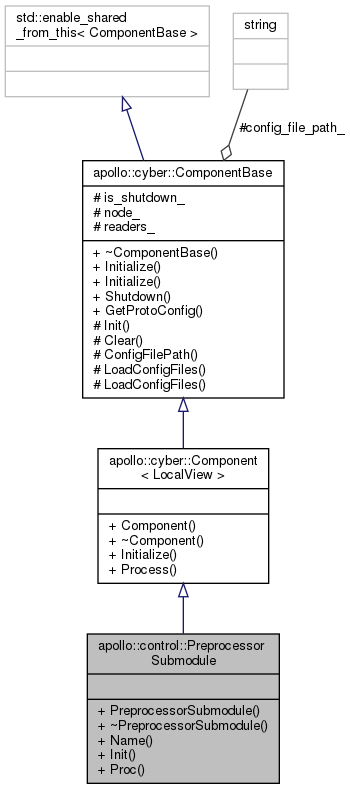 std::enable_shared
_from_this< ComponentBase >
string
#config_file_path_
apollo::cyber::ComponentBase
# is_shutdown_
# node_
# readers_
+ ~ComponentBase()
+ Initialize()
+ Initialize()
+ Shutdown()
+ GetProtoConfig()
# Init()
# Clear()
# ConfigFilePath()
# LoadConfigFiles()
# LoadConfigFiles()
apollo::cyber::Component
< LocalView >
+ Component()
+ ~Component()
+ Initialize()
+ Process()
apollo::control::Preprocessor
Submodule
+ PreprocessorSubmodule()
+ ~PreprocessorSubmodule()
+ Name()
+ Init()
+ Proc()